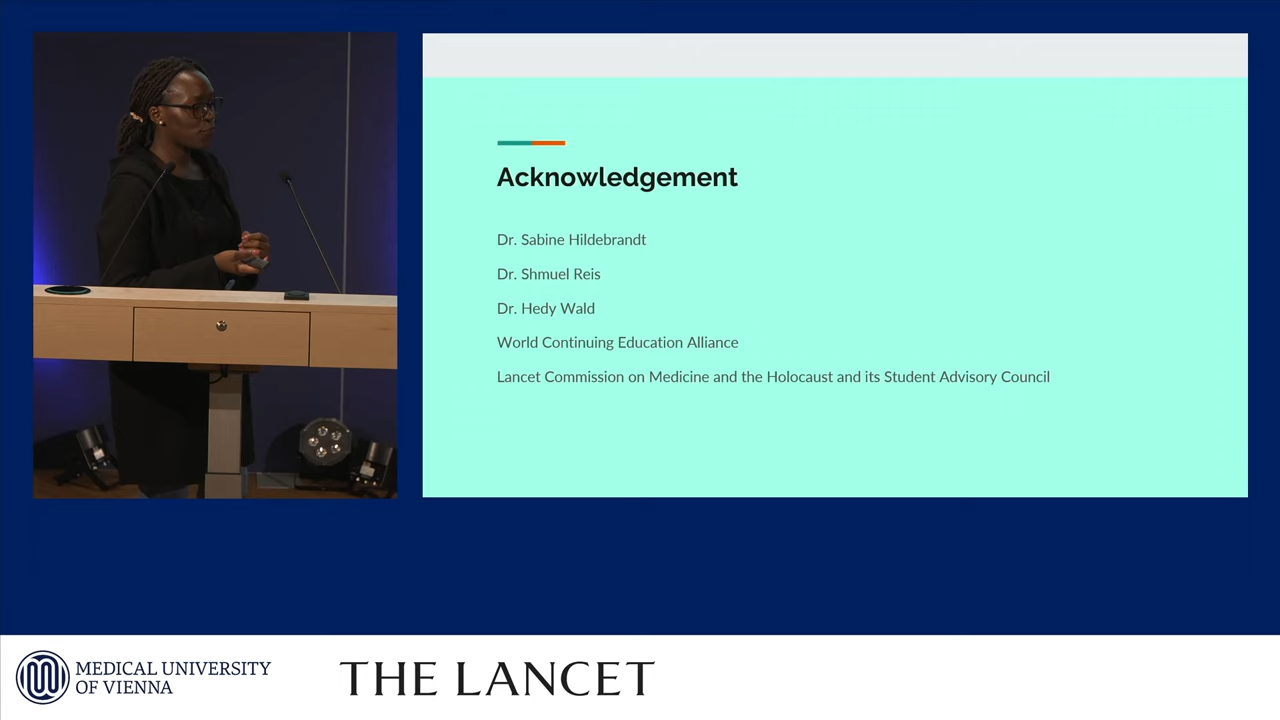 Acknowledgement
Dr. Sabine Hildebrandt
Dr. Shmuel Reis
Dr. Hedy Wald
World Continuing Education Alliance
Lancet Commission on Medicine and the Holocaust and its Student Advisory Council
MEDICAL UNIVERSITY
OF VIENNA
THE LANCET